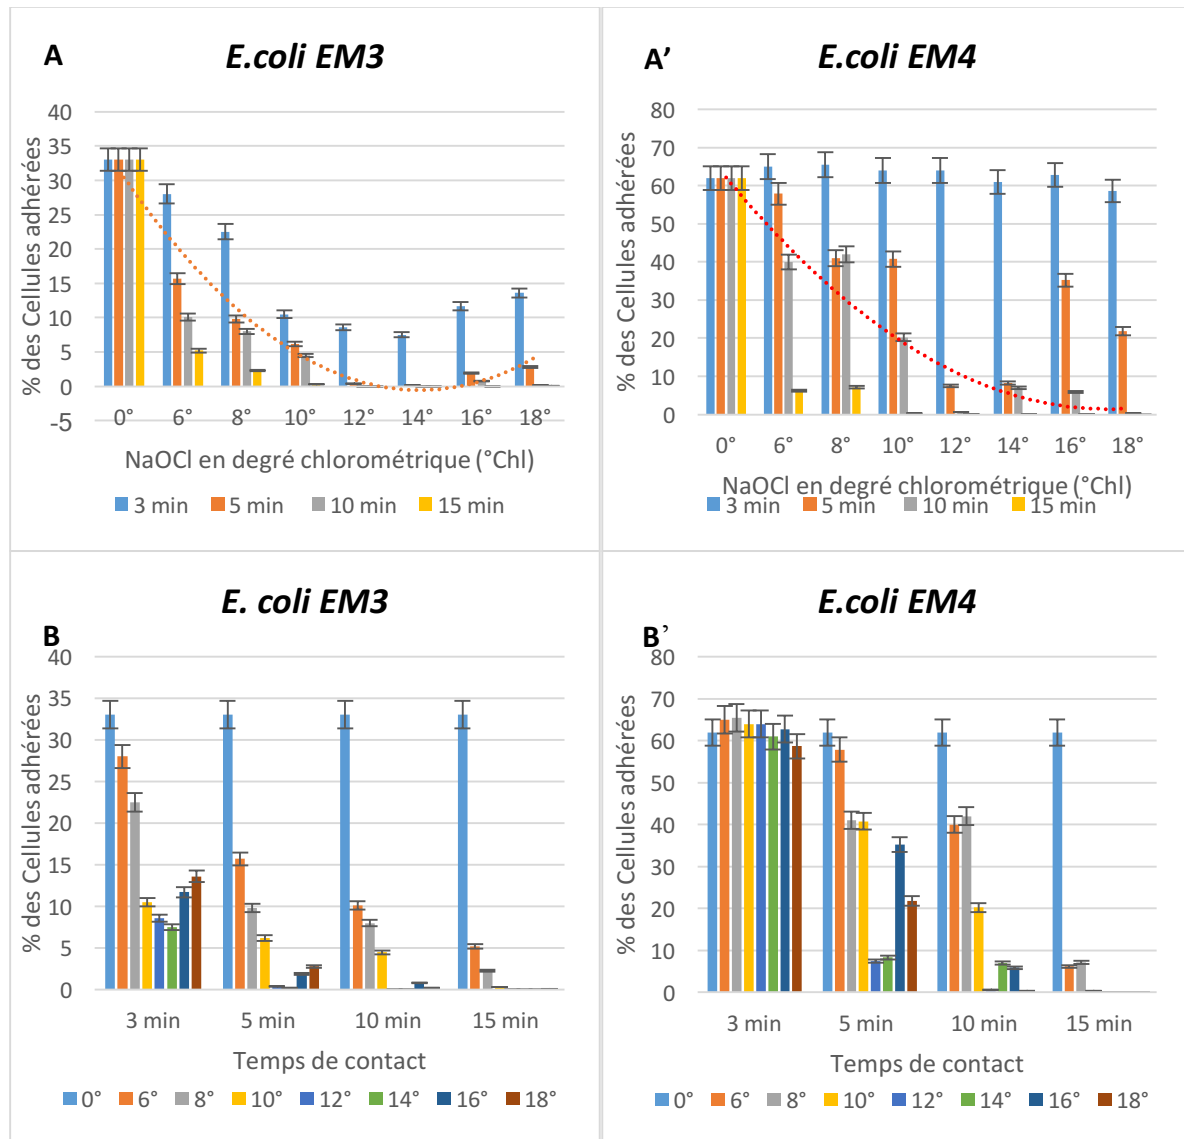 A
E.coli EM3
% des Cellules adhérées
40
35
30
25
20
15
10
5
0
-5
0° 6° 8° 10° 12° 14° 16° 18°
NaOCl en degré chlorométrique (°Chl)
3 min 5 min 10 min 15 min
A'
E.coli EM4
% des Cellules adhérées
80
70
60
50
40
30
20
10
0
0° 6° 8° 10° 12° 14° 16° 18°
NaOCl en degré chlorométrique (°Chl)
3 min 5 min 10 min 15 min
B
E. coli EM3
% des Cellules adhérées
40
35
30
25
20
15
10
5
0
3 min 5 min 10 min 15 min
Temps de contact
0° 6° 8° 10° 12° 14° 16° 18°
B’
E.coli EM4
% des Cellules adhérées
80
70
60
50
40
30
20
10
0
3 min 5 min 10 min 15 min
Temps de contact
0° 6° 8° 10° 12° 14° 16° 18°